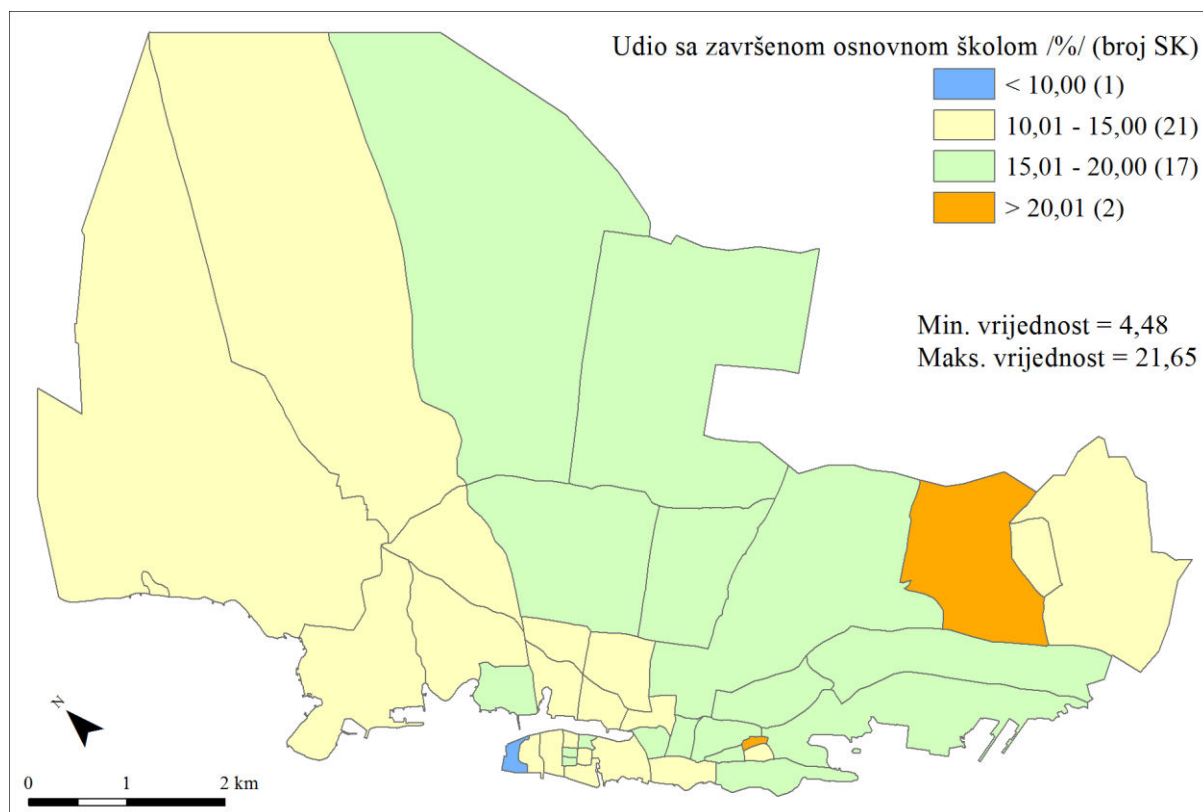 Udio sa završenom osnovnom školom /%/ (broj SK)
< 10,00 (1)
10,01 - 15,00 (21)
15,01 - 20,00 (17)
> 20,01 (2)
Min. vrijednost = 4,48
Maks. vrijednost = 21,65
N
0 1 2 km